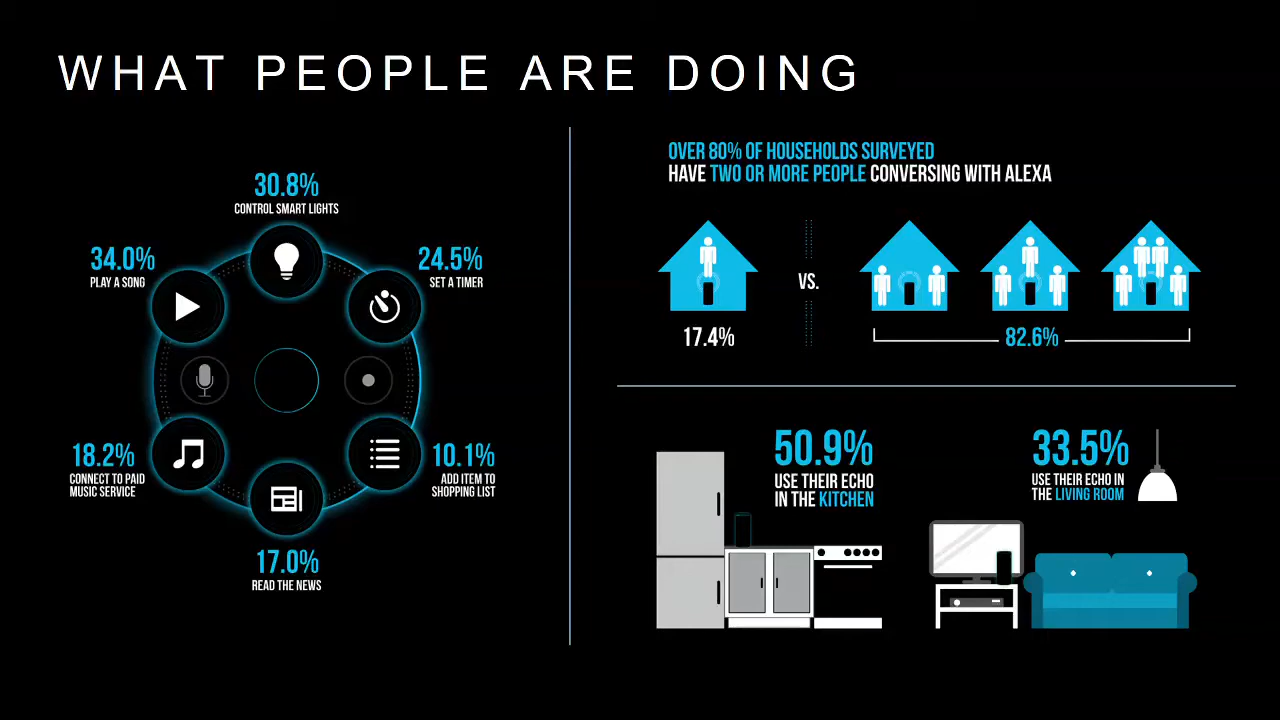 WHAT PEOPLE ARE DOING
30.8%
CONTROL SMART LIGHTS
34.0%
PLAY A SONG
24.5%
SET A TIMER
18.2%
CONNECT TO PAID
MUSIC SERVICE
10.1%
ADD ITEM TO
SHOPPING LIST
17.0%
READ THE NEWS
OVER 80% OF HOUSEHOLDS SURVEYED
HAVE TWO OR MORE PEOPLE CONVERSING WITH ALEXA
VS.
17.4%
82.6%
50.9%
USE THEIR ECHO
IN THE KITCHEN
33.5%
USE THEIR ECHO IN
THE LIVING ROOM